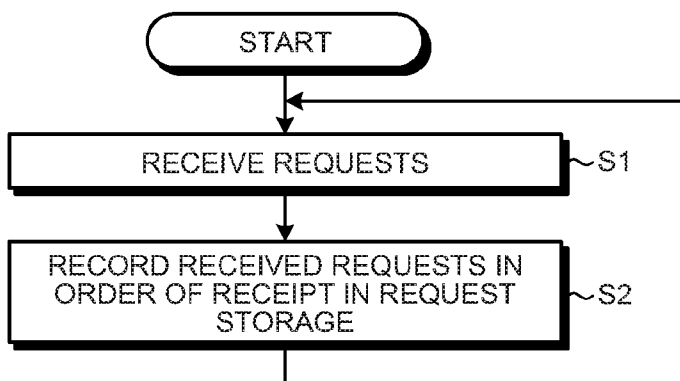 START
RECEIVE REQUESTS
S1
RECORD RECEIVED REQUESTS IN
ORDER OF RECEIPT IN REQUEST
STORAGE
S2